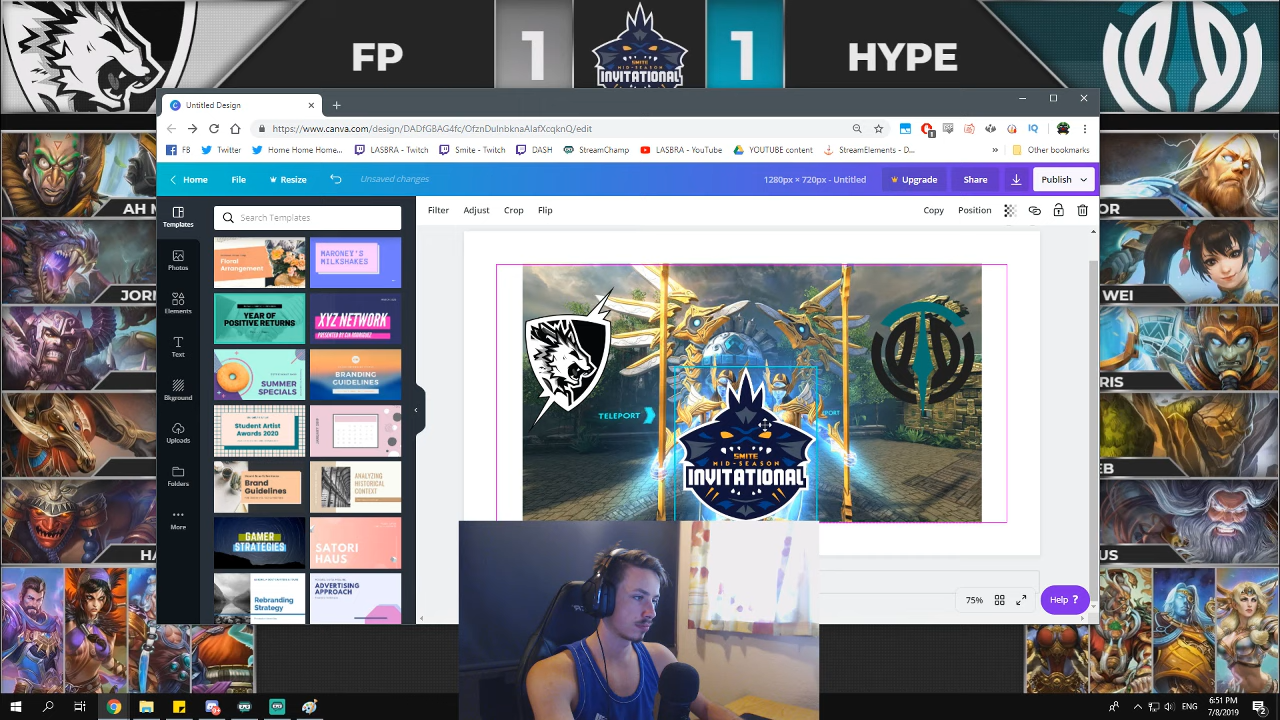 FP
1
SMITE
MID-SEASON
INVITATIONAL
1
HYPE
Untitled Design
https://www.canva.com/design/DADfGBAG4fc/OfznDulnbknaAlafXcqknQ/edit
FB
Twitter
Home Home Home...
LASBRA - Twitch
Smite - Twitch
DASH
StreamChamp
LASBRA - YouTube
YOUTUBE content
StreamElements - D...
»
Other bookmarks
Home
File
Resize
Unsaved changes
1280px × 720px - Untitled
Upgrade
Share
Publish
Templates
Photos
Elements
Text
Bkground
Uploads
Folders
More
Search Templates
Filter
Adjust
Crop
Flip
Copy
Position
Floral
Arrangement
MARONEY'S
MILKSHAKES
YEAR OF
POSITIVE RETURNS
XYZ NETWORK
SUMMER
SPECIALS
BRANDING
GUIDELINES
Student Artist
Awards 2020
Brand
Guidelines
ANALYZING
HISTORICAL
CONTEXT
GAMER
STRATEGIES
SATORI
HAUS
Rebranding
Strategy
ADVERTISING
APPROACH
TELEPORT
PORT
SMITE
MID-SEASON
INVITATIONAL
75%
Help ?
AH M
JORI
HA
OR
WEI
RIS
EB
US
ENG
6:51 PM
7/8/2019
2